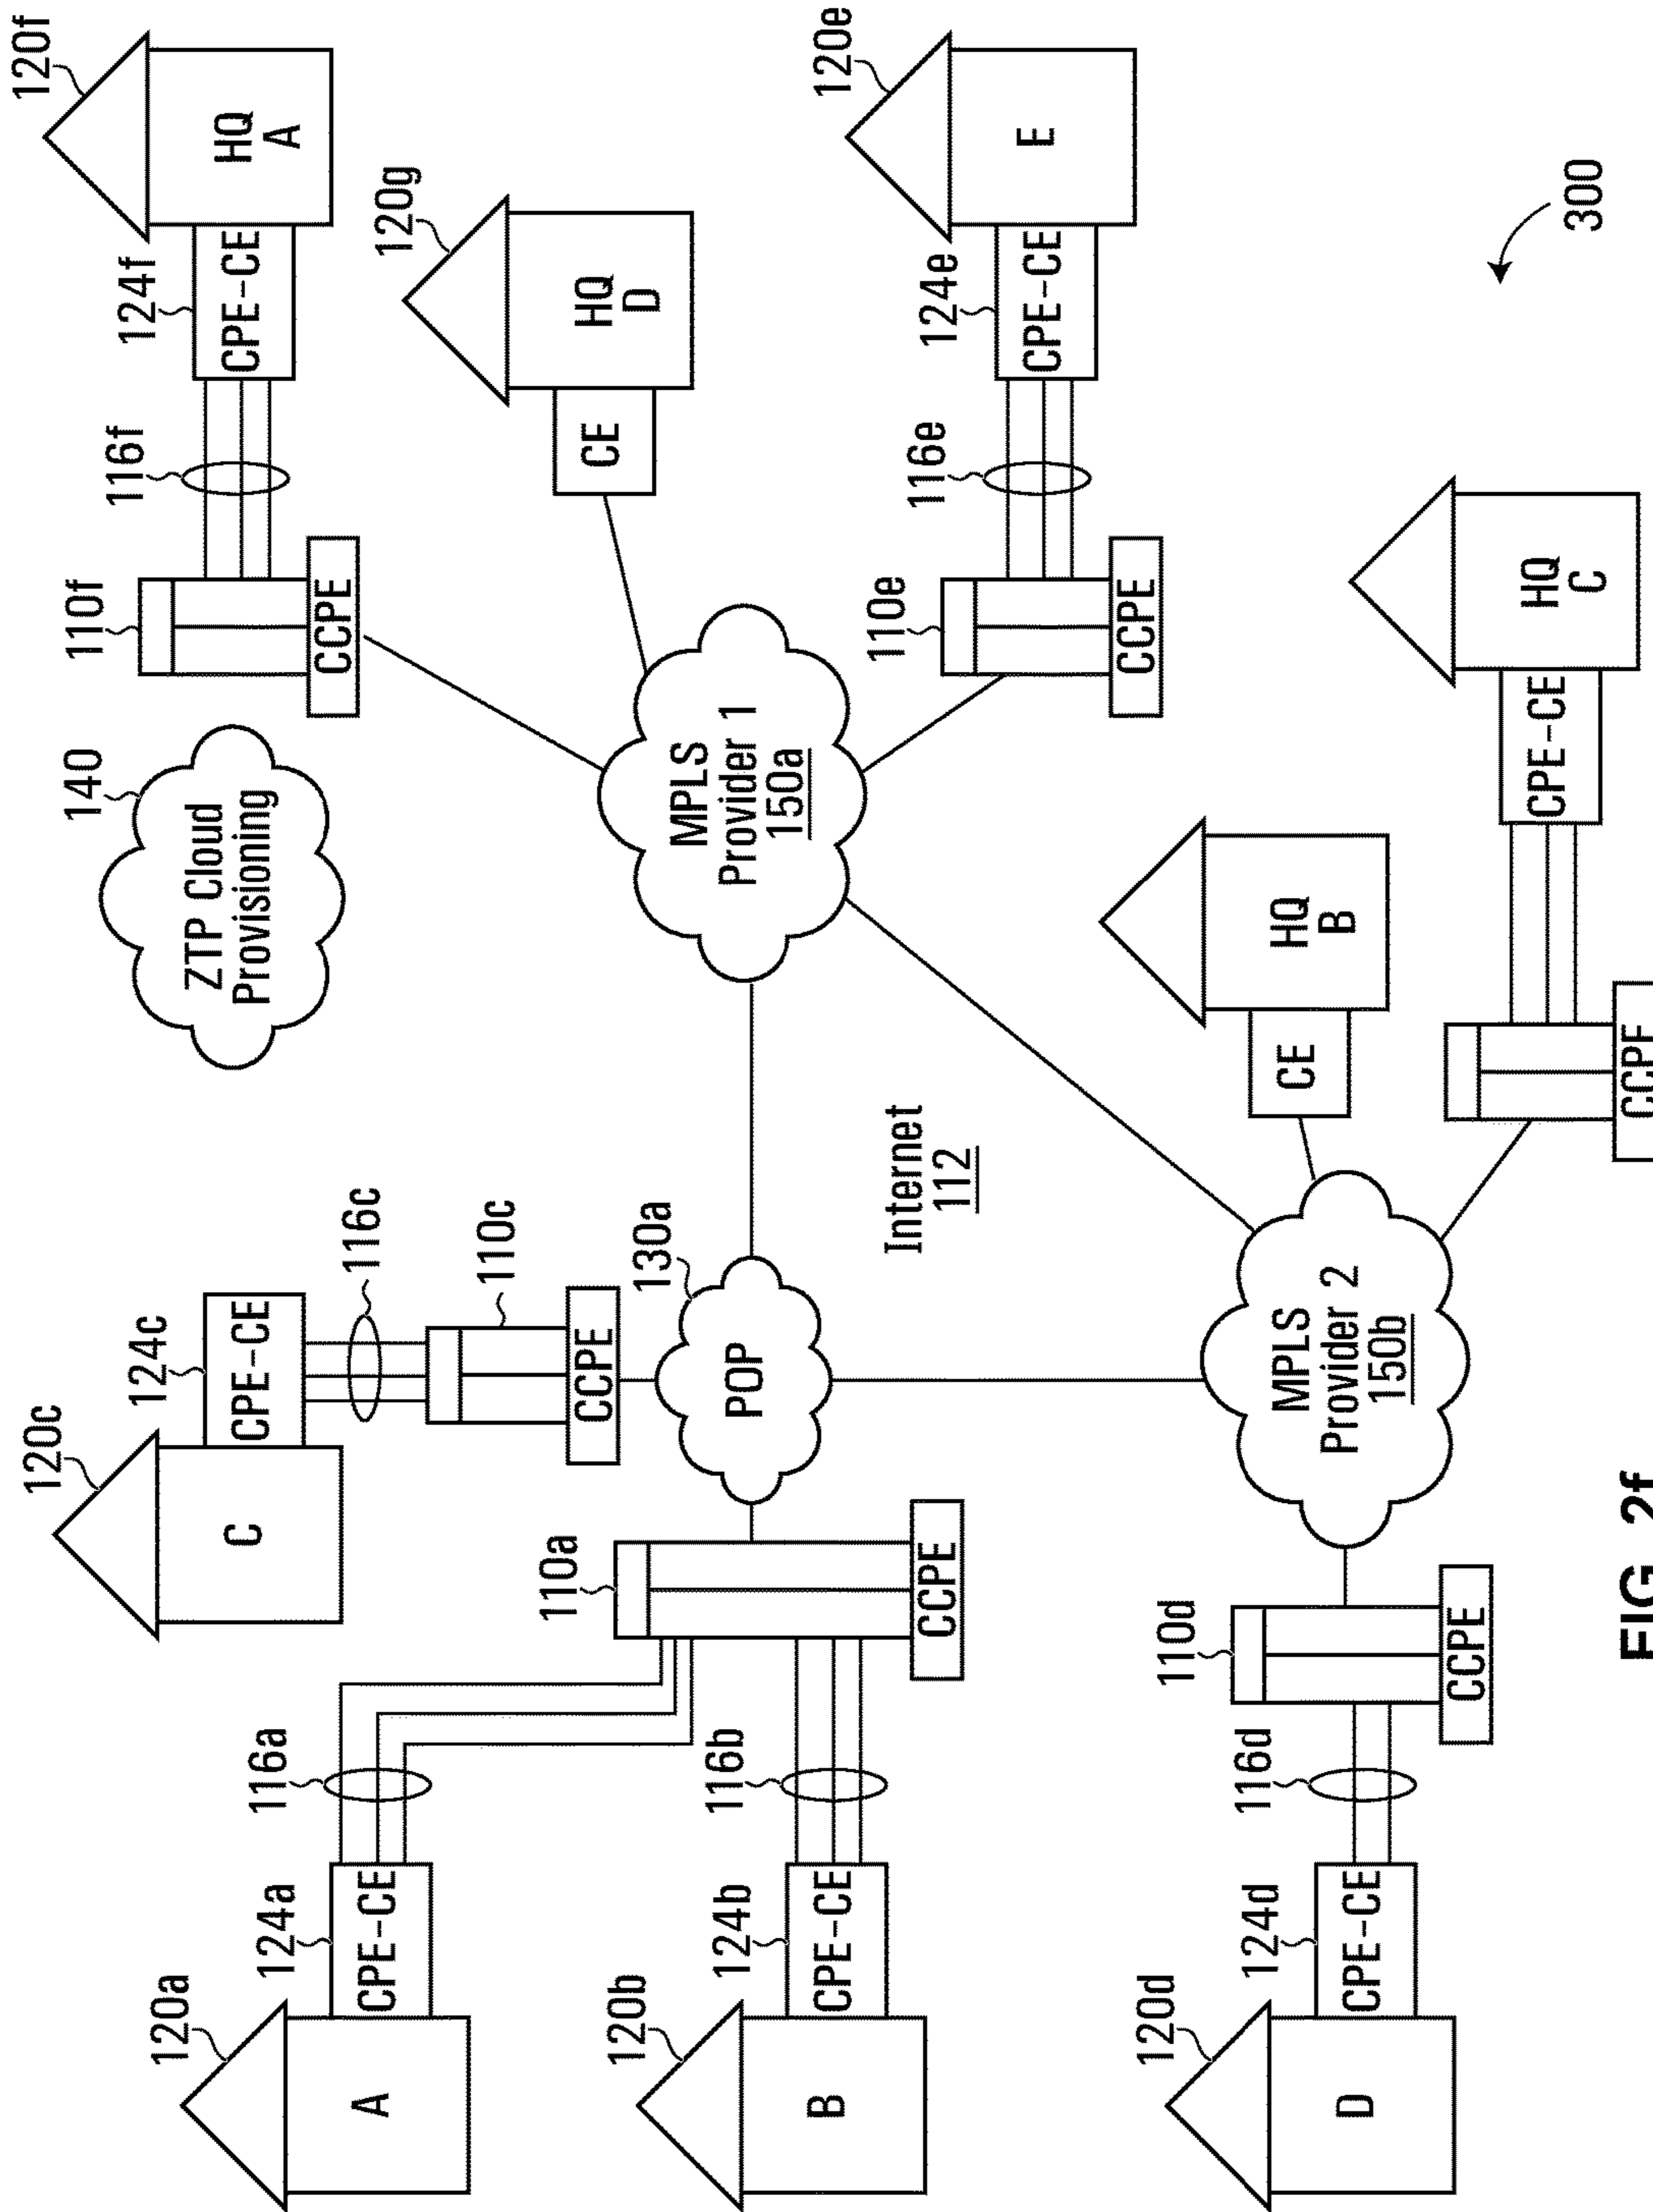 120f
HQ
A
124f
CPE-CE
116f
110f
CCPE
120g
HQ
D
CE
120e
E
124e
CPE-CE
116e
110e
CCPE
300
140
ZTP Cloud
Provisioning
MPLS
Provider 1
150a
120c
C
124c
CPE-CE
116c
110c
CCPE
130a
POP
Internet
112
120a
A
124a
CPE-CE
116a
110a
CCPE
120b
B
124b
CPE-CE
116b
120d
D
124d
CPE-CE
116d
110d
CCPE
MPLS
Provider 2
150b
HQ
B
CE
HQ
C
CPE-CE
CCPE
FIG. 2f